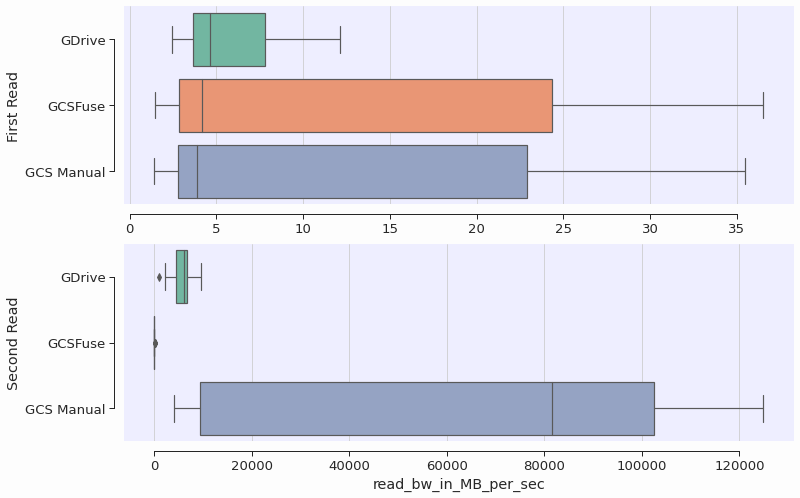 First Read
GDrive
GCSFuse
GCS Manual
0 5 10 15 20 25 30 35
Second Read
GDrive
GCSFuse
GCS Manual
0 20000 40000 60000 80000 100000 120000
read_bw_in_MB_per_sec